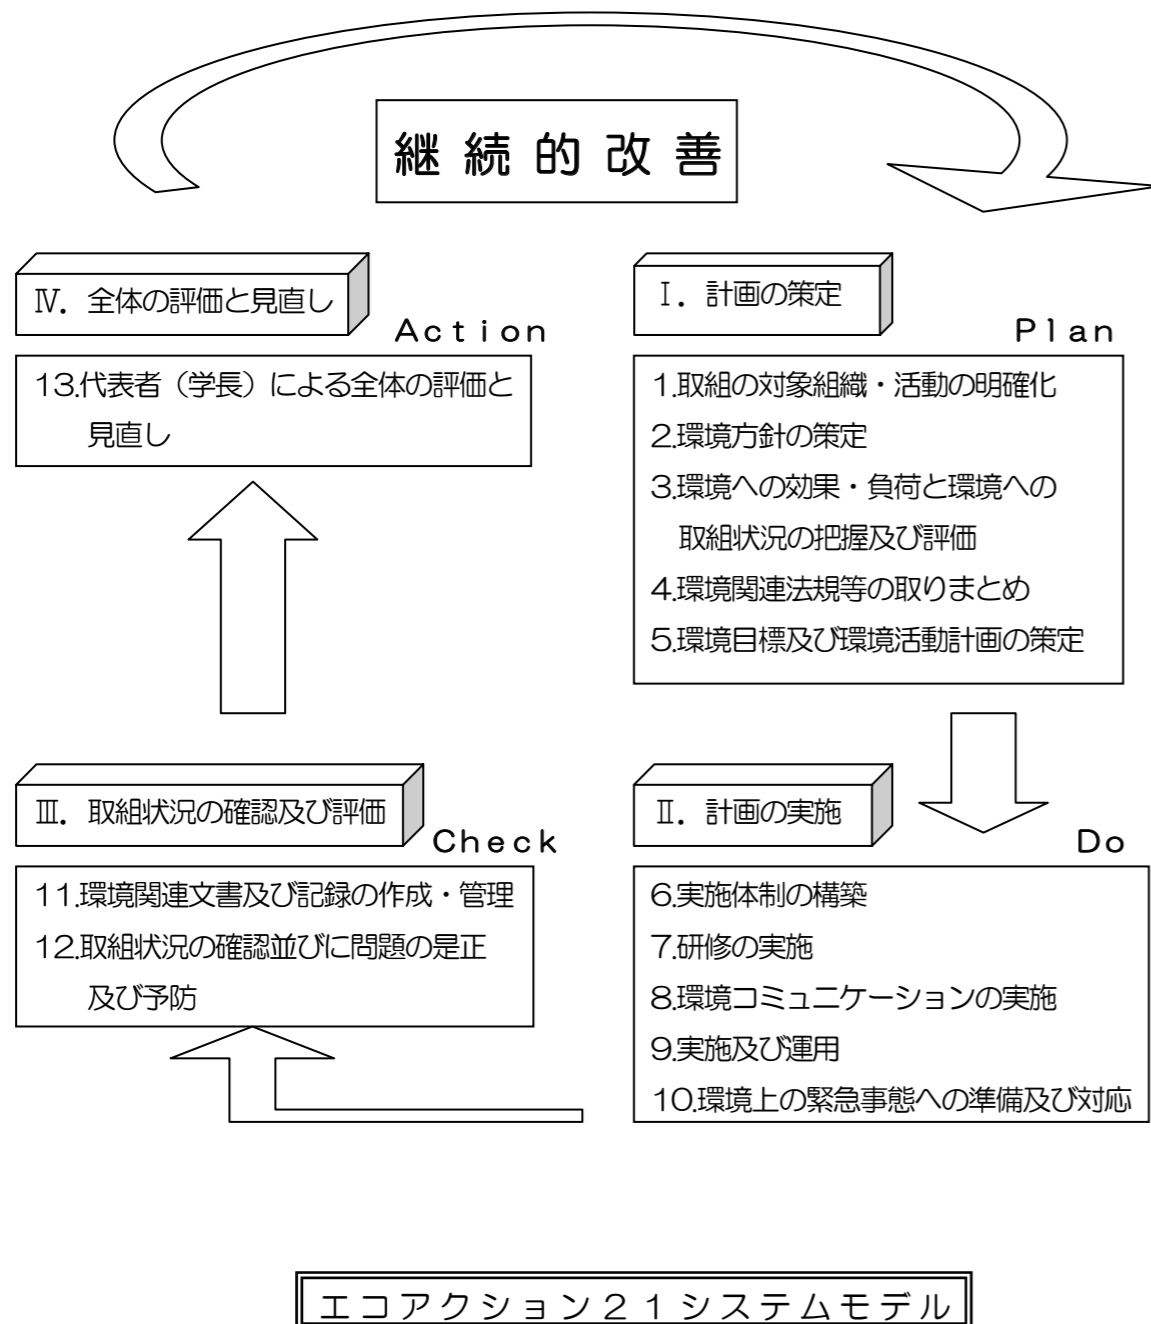 継続的改善
Ⅳ．全体の評価と見直し
Action
13.代表者（学長）による全体の評価と
見直し
Ⅰ．計画の策定
Plan
1.取組の対象組織・活動の明確化
2.環境方針の策定
3.環境への効果・負荷と環境への
取組状況の把握及び評価
4.環境関連法規等の取りまとめ
5.環境目標及び環境活動計画の策定
Ⅲ．取組状況の確認及び評価
Check
11.環境関連文書及び記録の作成・管理
12.取組状況の確認並びに問題の是正
及び予防
Ⅱ．計画の実施
Do
6.実施体制の構築
7.研修の実施
8.環境コミュニケーションの実施
9.実施及び運用
10.環境上の緊急事態への準備及び対応
エコアクション２１システムモデル